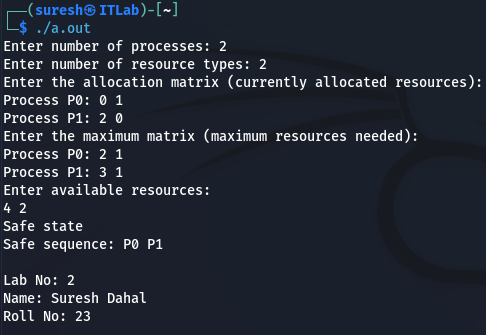 ┌──(suresh㉿ITLab)-[~]
└─$ ./a.out
Enter number of processes: 2
Enter number of resource types: 2
Enter the allocation matrix (currently allocated resources):
Process P0: 0 1
Process P1: 2 0
Enter the maximum matrix (maximum resources needed):
Process P0: 2 1
Process P1: 3 1
Enter available resources:
4 2
Safe state
Safe sequence: P0 P1

Lab No: 2
Name: Suresh Dahal
Roll No: 23